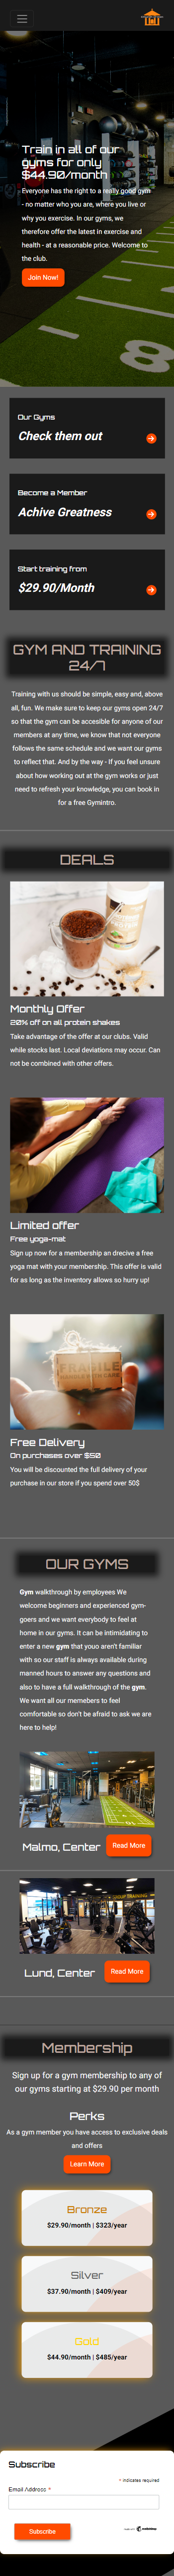 Train in all of our
gyms for only
$44.90/month
Everyone has the right to a really good gym
- no matter who you are, where you live or
why you exercise. In our gyms, we
therefore offer the latest in exercise and
health - at a reasonable price. Welcome to
the club.
Join Now!
Our Gyms
Check them out
Become a Member
Achive Greatness
Start training from
$29.90/Month
GYM AND TRAINING
24/7
Training with us should be simple, easy and, above
all, fun. We make sure to keep our gyms open 24/7
so that the gym can be accesible for anyone of our
members at any time, we know that not everyone
follows the same schedule and we want our gyms
to reflect that. And by the way - If you feel unsure
about how working out at the gym works or just
need to refresh your knowledge, you can book in
for a free Gymintro.
DEALS
Monthly Offer
20% off on all protein shakes
Take advantage of the offer at our clubs. Valid
while stocks last. Local deviations may occur. Can
not be combined with other offers.
Limited offer
Free yoga-mat
Sign up now for a membership an drecive a free
yoga mat with your membership. This offer is valid
for as long as the inventory allows so hurry up!
Free Delivery
On purchases over $50
You will be discounted the full delivery of your
purchase in our store if you spend over 50$
OUR GYMS
Gym walkthrough by employees We
welcome beginners and experienced gym-
goers and we want everybody to feel at
home in our gyms. It can be intimidating to
enter a new gym that youo aren't familiar
with so our staff is always available during
manned hours to answer any questions and
also to have a full walkthrough of the gym.
We want all our memebers to feel
comfortable so don't be afraid to ask we are
here to help!
Malmo, Center
Read More
Lund, Center
Read More
Membership
Sign up for a gym membership to any of
our gyms starting at $29.90 per month
Perks
As a gym member you have access to exclusive deals
and offers
Learn More
Bronze
$29.90/month | $323/year
Silver
$37.90/month | $409/year
Gold
$44.90/month | $485/year
Subscribe
* indicates required
Email Address *
Subscribe